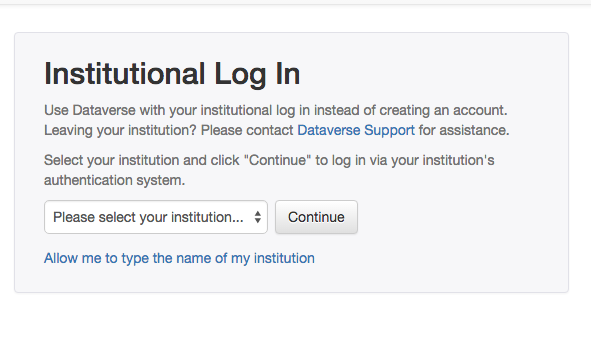 Institutional Log In
Use Dataverse with your institutional log in instead of creating an account.
Leaving your institution? Please contact Dataverse Support for assistance.
Select your institution and click "Continue" to log in via your institution's
authentication system.
Please select your institution... Continue
Allow me to type the name of my institution